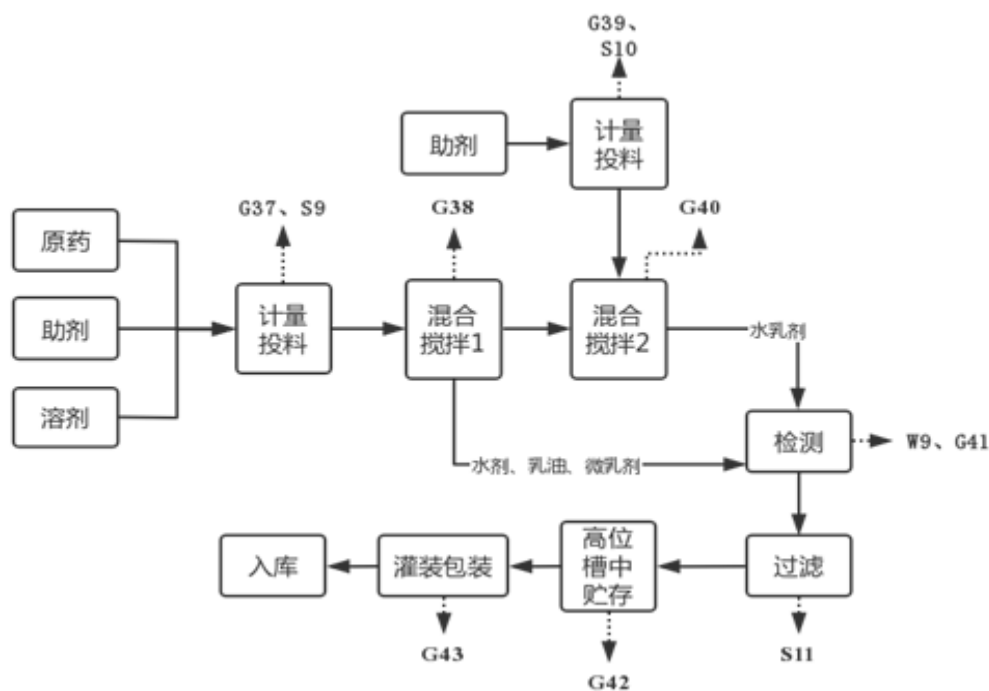 G39、
S10
助剂
计量
投料
G37、S9
G38
G40
原药
助剂
溶剂
计量
投料
混合
搅拌1
混合
搅拌2
水乳剂
检测
W9、G41
水剂、乳油、微乳剂
入库
灌装包装
高位
槽中
贮存
过滤
G43
G42
S11